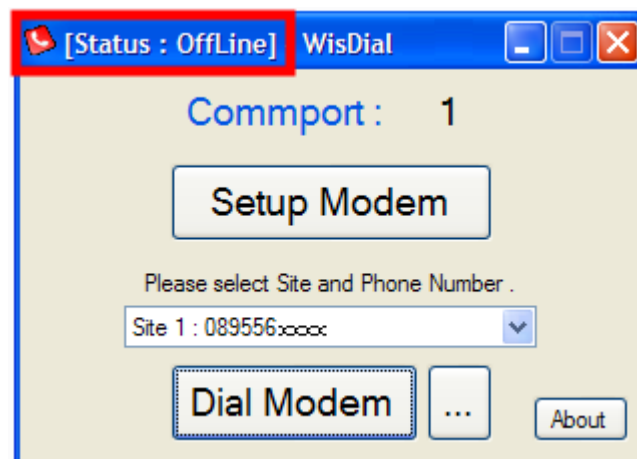 [Status : OffLine] WisDial
Commport : 1
Setup Modem
Please select Site and Phone Number .
Site 1 : 089556xxxx
Dial Modem ...
About